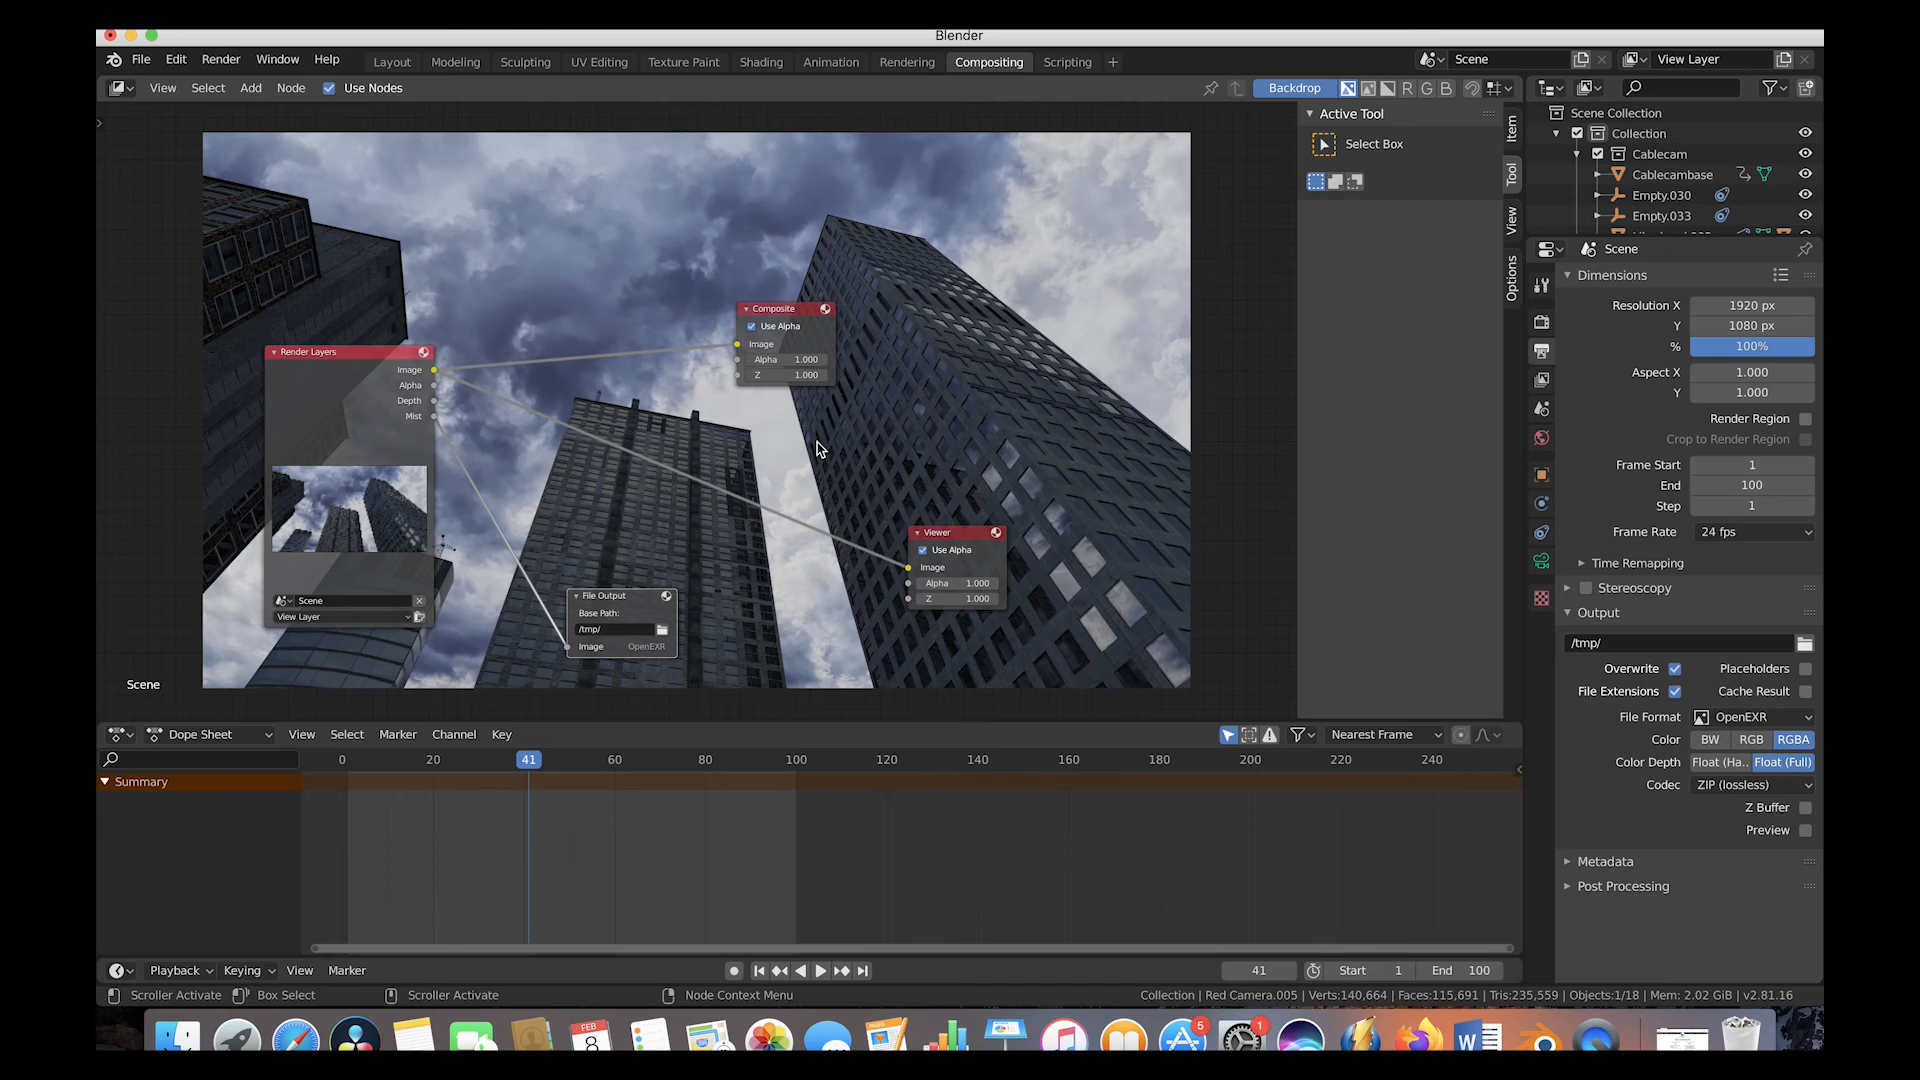 Blender
File Edit Render Window Help
Layout Modeling Sculpting UV Editing Texture Paint Shading Animation Rendering Compositing Scripting +
Scene
View Layer
View Select Add Node Use Nodes
Backdrop R G B
Active Tool
Select Box
Item
Tool
View
Options
Scene Collection
Collection
Cablecam
Cablecambase
Empty.030
Empty.033
Scene
Dimensions
Resolution X 1920 px
Y 1080 px
% 100%
Aspect X 1.000
Y 1.000
Render Region
Crop to Render Region
Frame Start 1
End 100
Step 1
Frame Rate 24 fps
Time Remapping
Stereoscopy
Output
/tmp/
Overwrite Placeholders
File Extensions Cache Result
File Format OpenEXR
Color BW RGB RGBA
Color Depth Float (Ha.. Float (Full)
Codec ZIP (lossless)
Z Buffer
Preview
Metadata
Post Processing
Render Layers
Image
Alpha
Depth
Mist
Scene
View Layer
Composite
Use Alpha
Image
Alpha 1.000
Z 1.000
Viewer
Use Alpha
Image
Alpha 1.000
Z 1.000
File Output
Base Path:
/tmp/
Image OpenEXR
Scene
Dope Sheet View Select Marker Channel Key Nearest Frame
0 20 41 60 80 100 120 140 160 180 200 220 240
Summary
Playback Keying View Marker 41 Start 1 End 100
Scroller Activate Box Select Scroller Activate Node Context Menu
Collection | Red Camera.005 | Verts:140,664 | Faces:115,691 | Tris:235,559 | Objects:1/18 | Mem: 2.02 GiB | v2.81.16
FEB
8
5
1
W